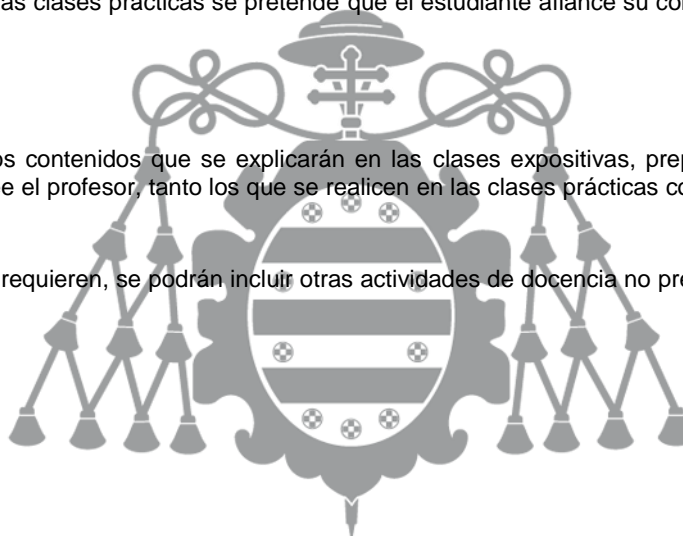 as clases prácticas se pretende que el estudiante afiance su co
os contenidos que se explicarán en las clases expositivas, prep
e el profesor, tanto los que se realicen en las clases prácticas co
requieren, se podrán incluir otras actividades de docencia no pre